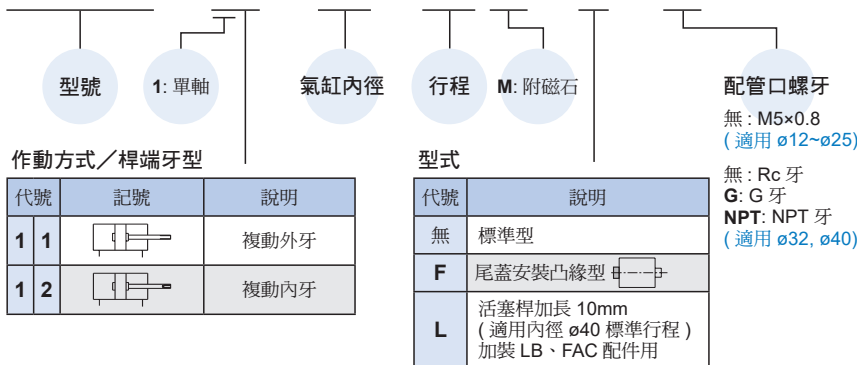 型號
1: 單軸
氣缸內徑
行程
M: 附磁石
配管口螺牙
無 : M5×0.8
( 適用 ø12~ø25)
無 : Rc 牙
G: G 牙
NPT: NPT 牙
( 適用 ø32, ø40)
作動方式／桿端牙型
代號 記號 說明
1 1 複動外牙
1 2 複動內牙
型式
代號 說明
無 標準型
F 尾蓋安裝凸緣型
L 活塞桿加長 10mm
( 適用內徑 ø40 標準行程 )
加裝 LB、FAC 配件用